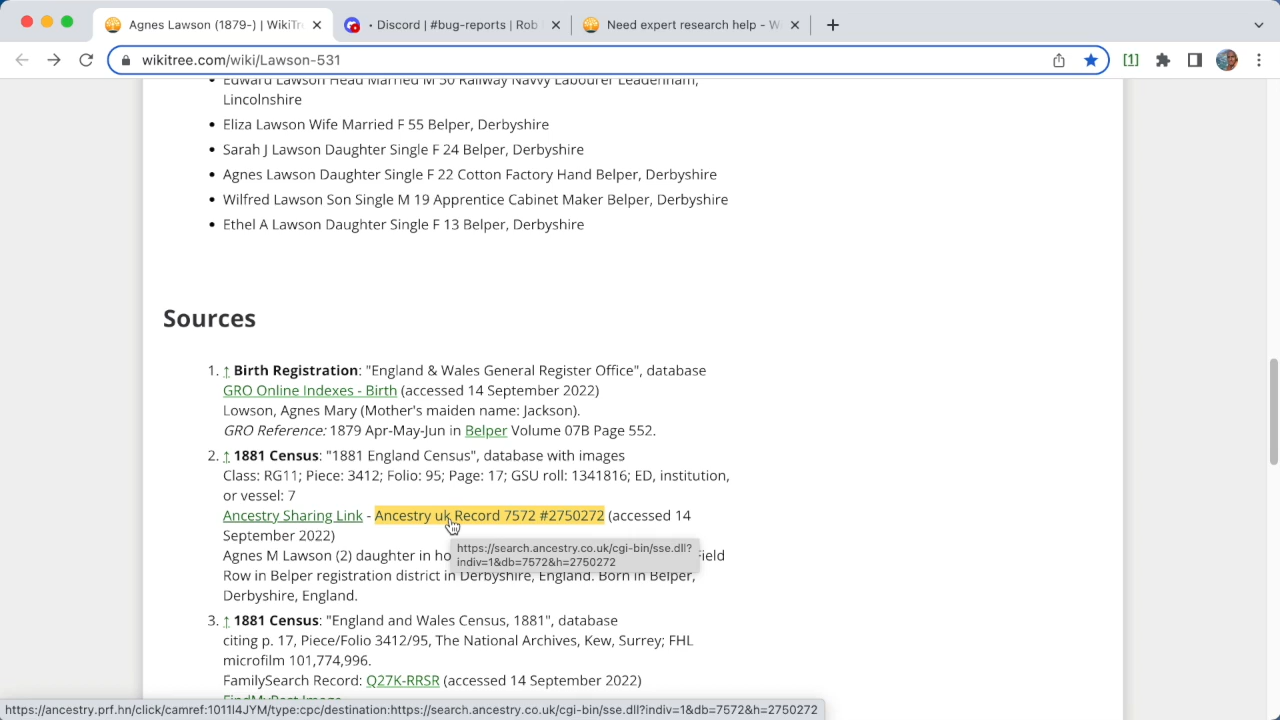 Agnes Lawson (1879-) | WikiTr
• Discord | #bug-reports | Rob
Need expert research help - W
wikitree.com/wiki/Lawson-531
[1]
Edward Lawson Head Married M 50 Railway Navvy Labourer Leadenham,
Lincolnshire
• Eliza Lawson Wife Married F 55 Belper, Derbyshire
• Sarah J Lawson Daughter Single F 24 Belper, Derbyshire
• Agnes Lawson Daughter Single F 22 Cotton Factory Hand Belper, Derbyshire
• Wilfred Lawson Son Single M 19 Apprentice Cabinet Maker Belper, Derbyshire
• Ethel A Lawson Daughter Single F 13 Belper, Derbyshire
Sources
1. ↑ Birth Registration: "England & Wales General Register Office", database
GRO Online Indexes - Birth (accessed 14 September 2022)
Lowson, Agnes Mary (Mother's maiden name: Jackson).
GRO Reference: 1879 Apr-May-Jun in Belper Volume 07B Page 552.
2. ↑ 1881 Census: "1881 England Census", database with images
Class: RG11; Piece: 3412; Folio: 95; Page: 17; GSU roll: 1341816; ED, institution,
or vessel: 7
Ancestry Sharing Link - Ancestry uk Record 7572 #2750272 (accessed 14
September 2022)
https://search.ancestry.co.uk/cgi-bin/sse.dll?
indiv=1&db=7572&h=2750272
Agnes M Lawson (2) daughter in ho
Row in Belper registration district in Derbyshire, England. Born in Belper,
Derbyshire, England.
3. ↑ 1881 Census: "England and Wales Census, 1881", database
citing p. 17, Piece/Folio 3412/95, The National Archives, Kew, Surrey; FHL
microfilm 101,774,996.
FamilySearch Record: Q27K-RRSR (accessed 14 September 2022)
FindMyPast Image
https://ancestry.prf.hn/click/camref:1011l4JYM/type:cpc/destination:https://search.ancestry.co.uk/cgi-bin/sse.dll?indiv=1&db=7572&h=2750272